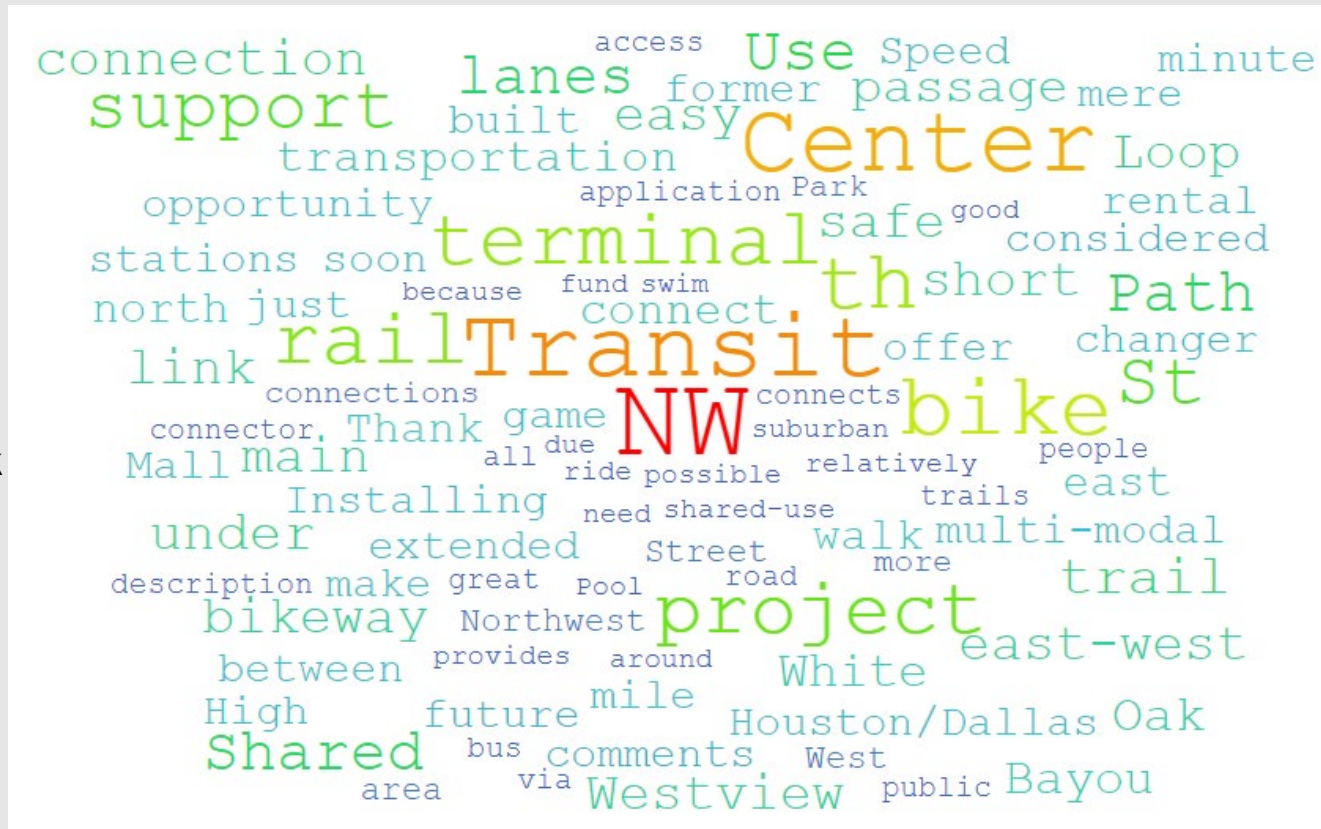 access Use Speed minute
connection lanes former passage mere
support built easy Center Loop
transportation
application Park
opportunity terminal safe good rental
considered
stations soon th short Path
because fund swim
north just connect
rail Transit offer changer
link St
connections NW connects bike
connector, Thank game suburban
all due people
Mall main ride possible relatively
Installing trails east
need shared-use
under extended Street walk multi-modal
more
description make great Pool road trail
bikeway Northwest project
between provides around White east-west
High future mile Houston/Dallas Oak
Shared bus comments West
area via Westview public Bayou